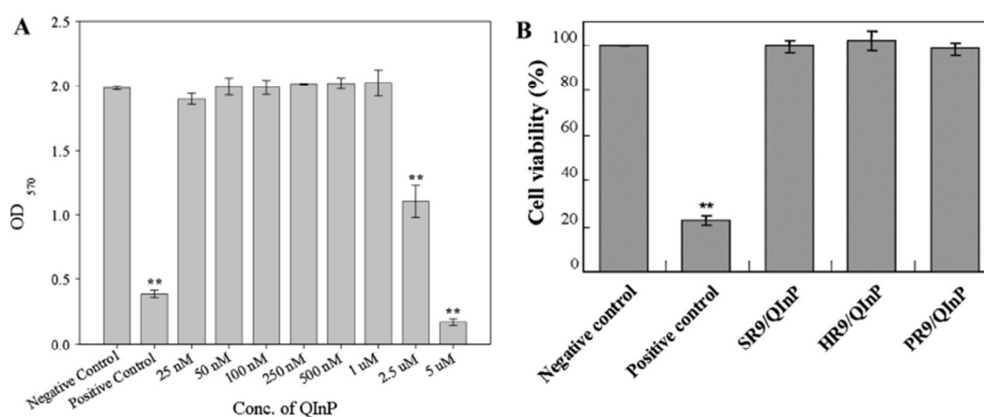 A
2.5
2.0
1.5
1.0
0.5
0.0
OD 570
**
**
**
Negative Control
Positive Control
25 nM
50 nM
100 nM
250 nM
500 nM
1 uM
2.5 uM
5 uM
Conc. of QInP
B
100
80
60
40
20
0
Cell viability (%)
**
Negative control
Positive control
SR9/QInP
HR9/QInP
PR9/QInP